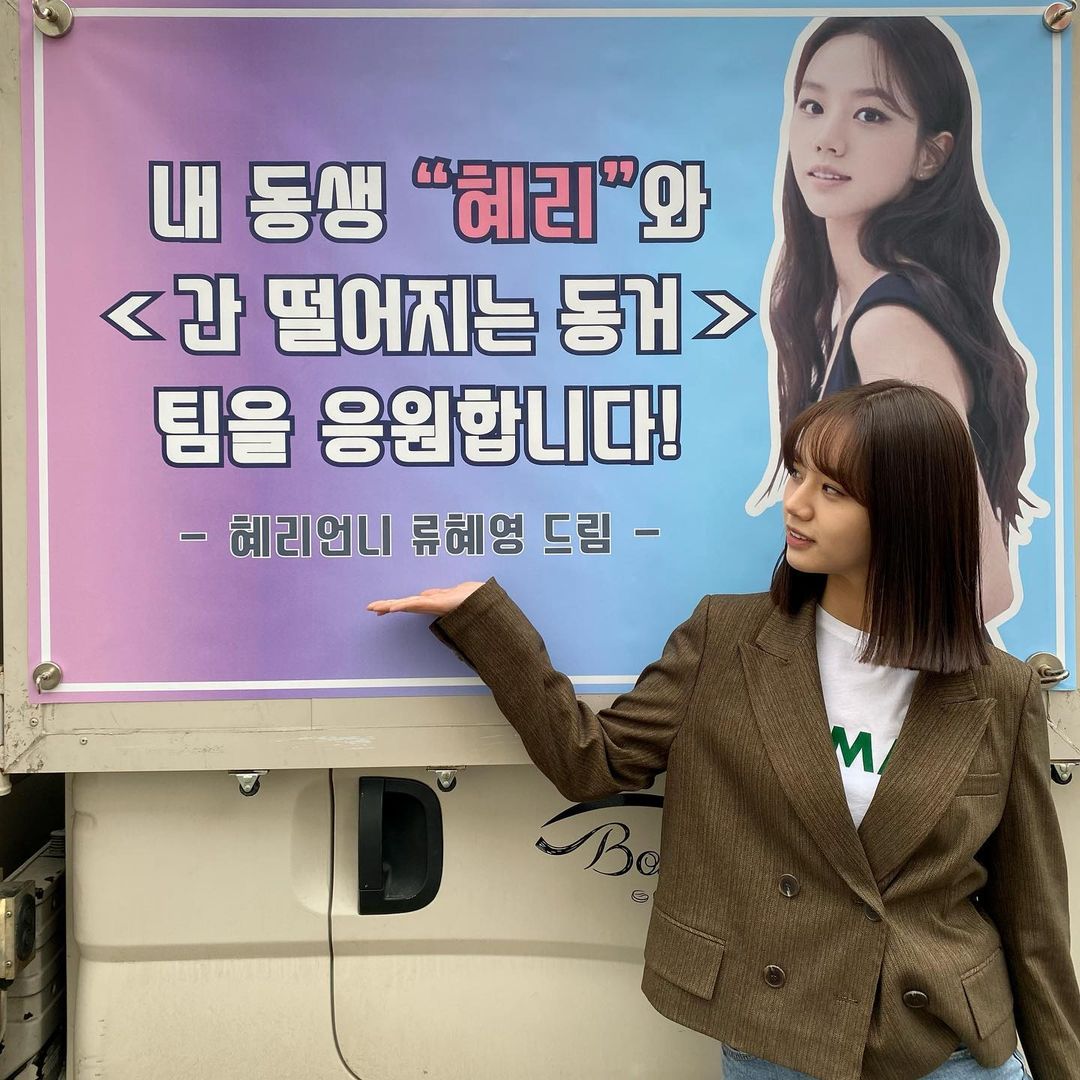 내 동생 “혜리”와
<간 떨어지는 동거>
팀을 응원합니다!
- 혜리언니 류혜영 드림 -